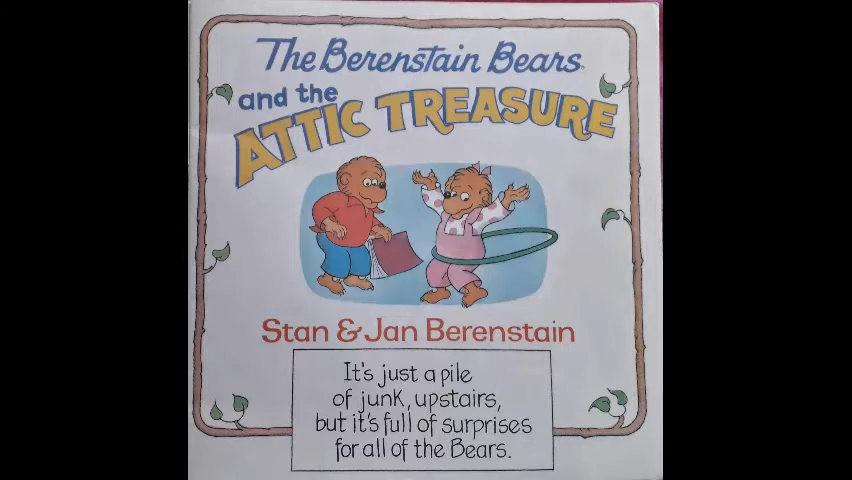 The Berenstain Bears
and the
ATTIC TREASURE
Stan & Jan Berenstain
It's just a pile
of junk, upstairs,
but it's full of surprises
for all of the Bears.